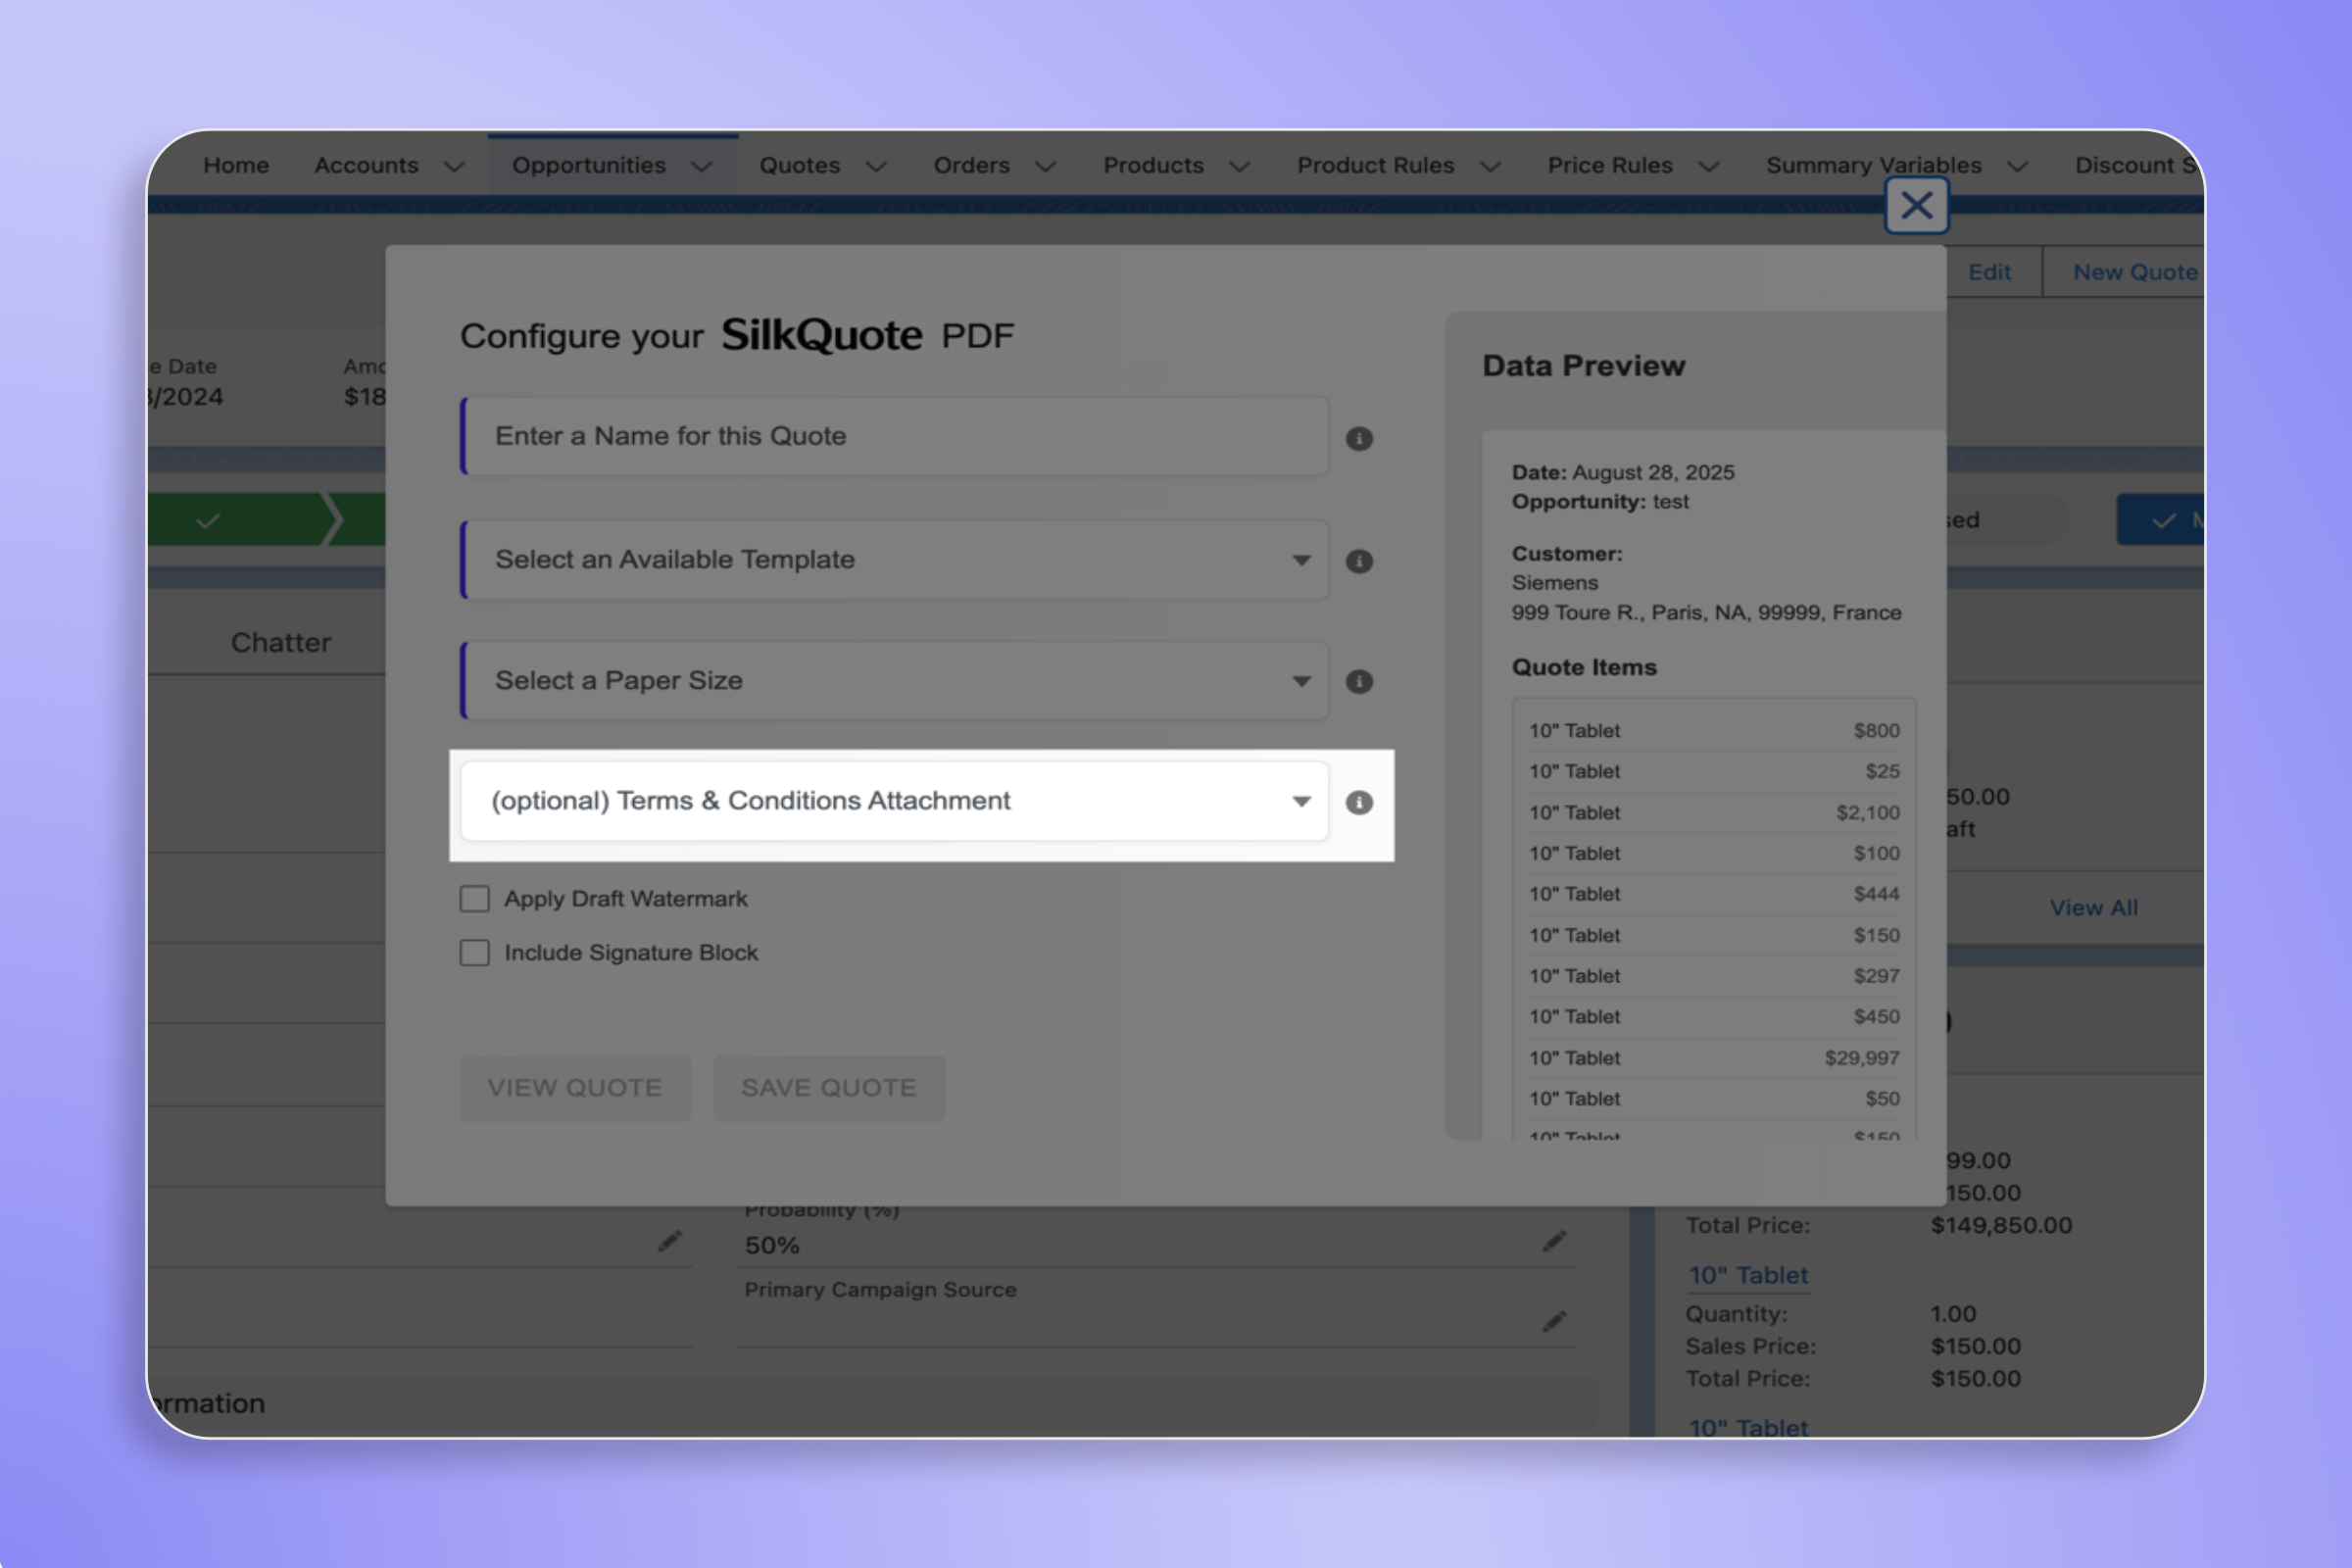 Home Accounts Opportunities Quotes Orders Products Product Rules Price Rules Summary Variables Discount S
Edit New Quote
e Date
/2024
Amo
$18
Chatter
Configure your SilkQuote PDF
Enter a Name for this Quote
Select an Available Template
Select a Paper Size
(optional) Terms & Conditions Attachment
Apply Draft Watermark
Include Signature Block
VIEW QUOTE SAVE QUOTE
Data Preview
Date: August 28, 2025
Opportunity: test
Customer:
Siemens
999 Toure R., Paris, NA, 99999, France
Quote Items
10" Tablet $800
10" Tablet $25
10" Tablet $2,100
10" Tablet $100
10" Tablet $444
10" Tablet $150
10" Tablet $297
10" Tablet $450
10" Tablet $29,997
10" Tablet $50
10" Tablet $150
sed
50.00
aft
View All
99.00
150.00
Total Price: $149,850.00
10" Tablet
Quantity: 1.00
Sales Price: $150.00
Total Price: $150.00
10" Tablet
Probability (%)
50%
Primary Campaign Source
ormation